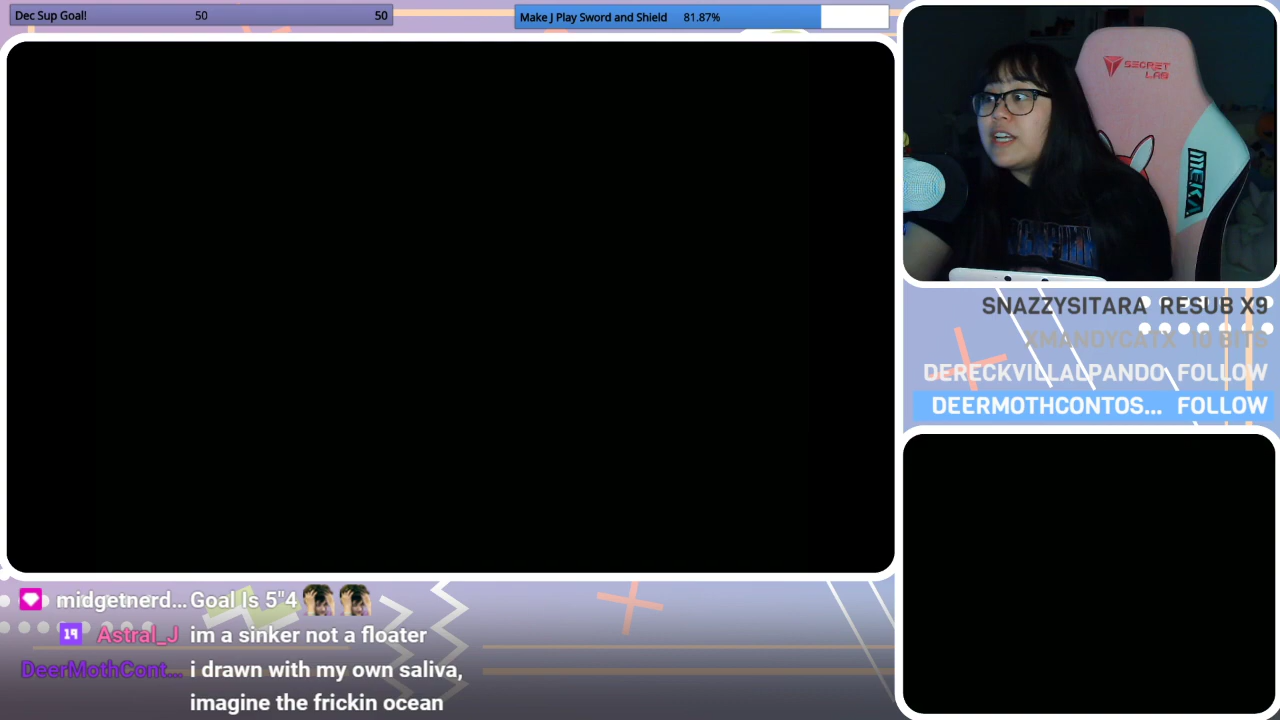 Dec Sup Goal! 50 50
Make J Play Sword and Shield 81.87%
SECRET
LAB
MEKA
SNAZZYSITARA RESUB X9
XMANDYCATX 10 BITS
DERECKVILLALPANDO FOLLOW
DEERMOTHCONTOS... FOLLOW
midgetnerd... Goal Is 5"4
19 Astral_J im a sinker not a floater
DeerMothCont... i drawn with my own saliva,
imagine the frickin ocean